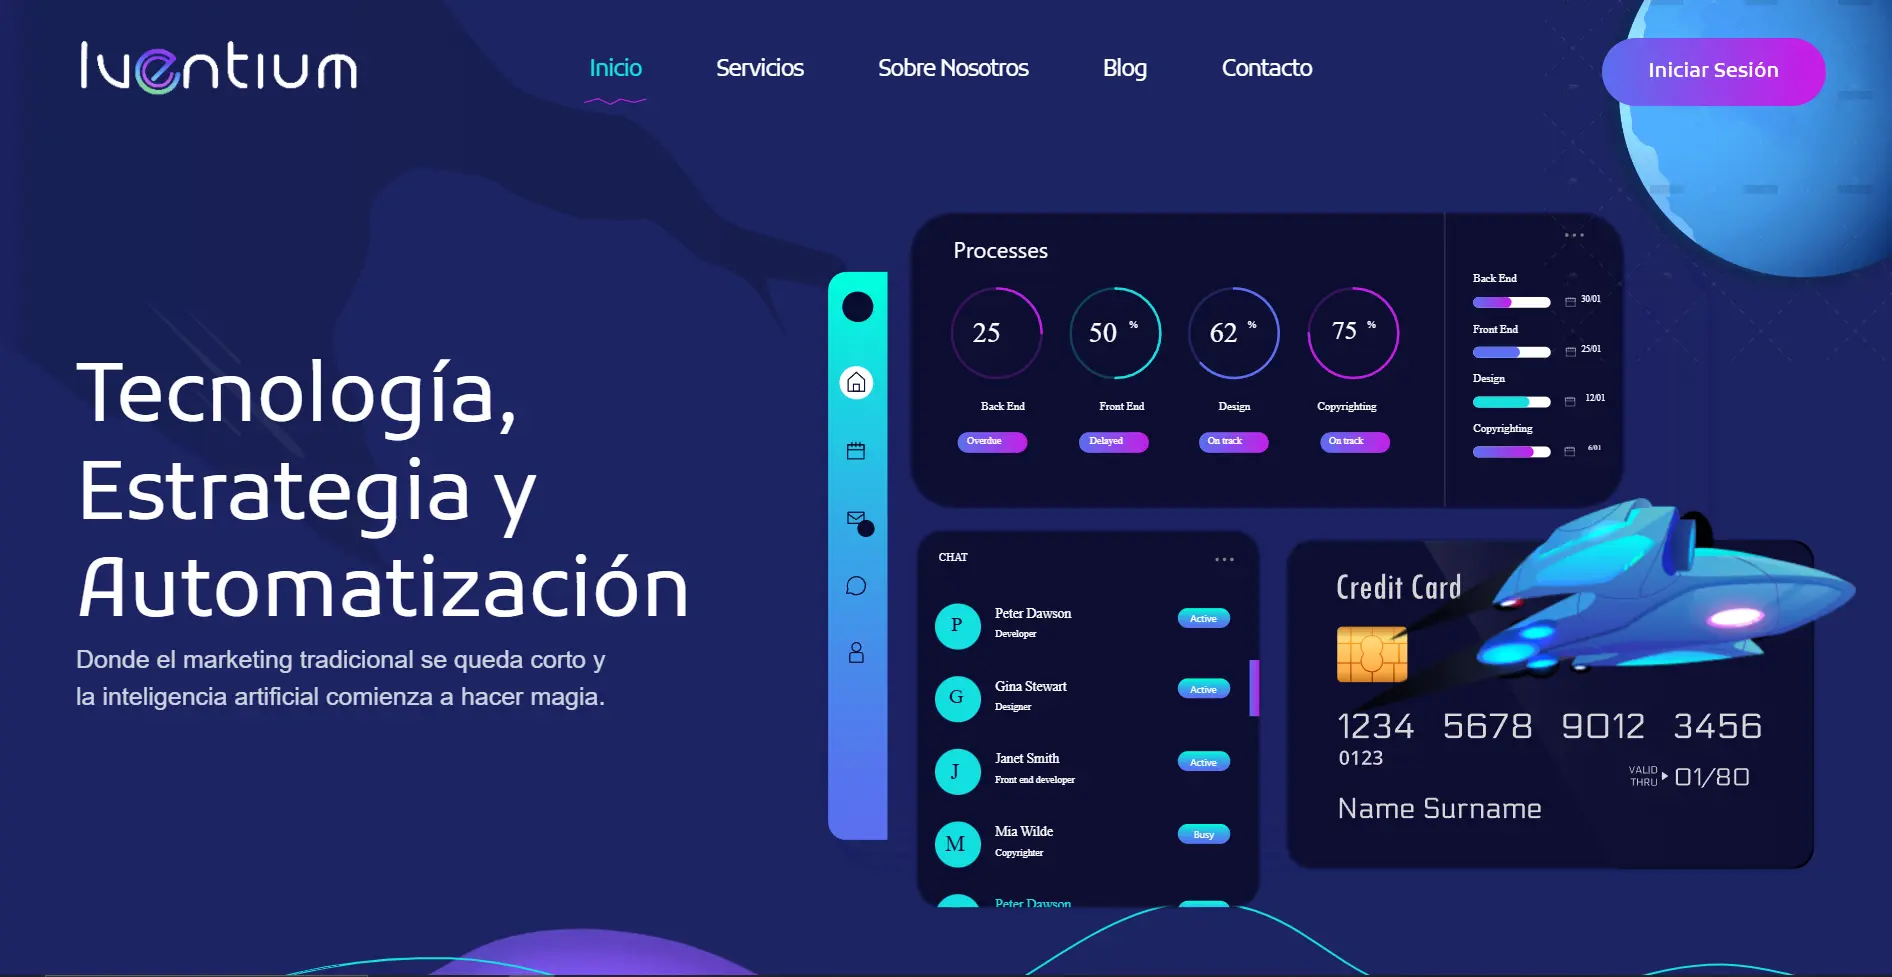 Iventium
Inicio
Servicios
Sobre Nosotros
Blog
Contacto
Iniciar Sesión
Tecnología,
Estrategia y
Automatización
Donde el marketing tradicional se queda corto y
la inteligencia artificial comienza a hacer magia.
Processes
25
50 %
62 %
75 %
Back End
Front End
Design
Copyrighting
Overdue
Delayed
On track
On track
Back End
30/01
Front End
25/01
Design
12/01
Copyrighting
6/01
CHAT
P
Peter Dawson
Developer
Active
G
Gina Stewart
Designer
Active
J
Janet Smith
Front end developer
Active
M
Mia Wilde
Copyrighter
Busy
Peter Dawson
Credit Card
1234 5678 9012 3456
0123
VALID
THRU
01/80
Name Surname